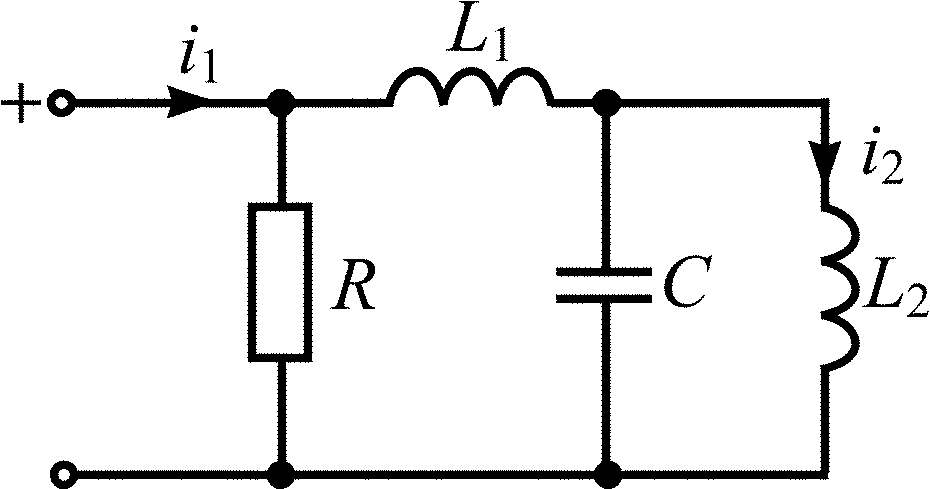 L₁
i₁
+
i₂
R
C
L₂